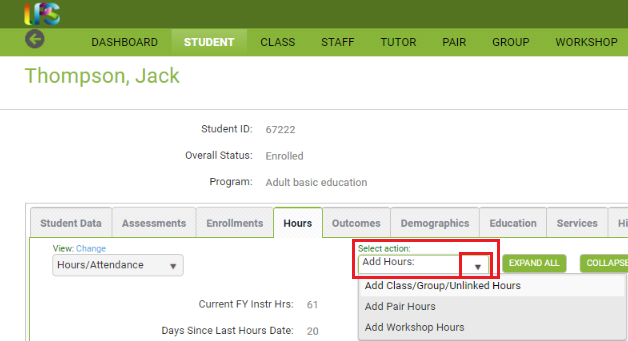 LPS
DASHBOARD STUDENT CLASS STAFF TUTOR PAIR GROUP WORKSHOP
Thompson, Jack
Student ID: 67222
Overall Status: Enrolled
Program: Adult basic education
Student Data Assessments Enrollments Hours Outcomes Demographics Education Services Hi
View: Change Select action:
Hours/Attendance Add Hours: EXPAND ALL COLLAPSE
Add Class/Group/Unlinked Hours
Current FY Instr Hrs: 61 Add Pair Hours
Days Since Last Hours Date: 20 Add Workshop Hours